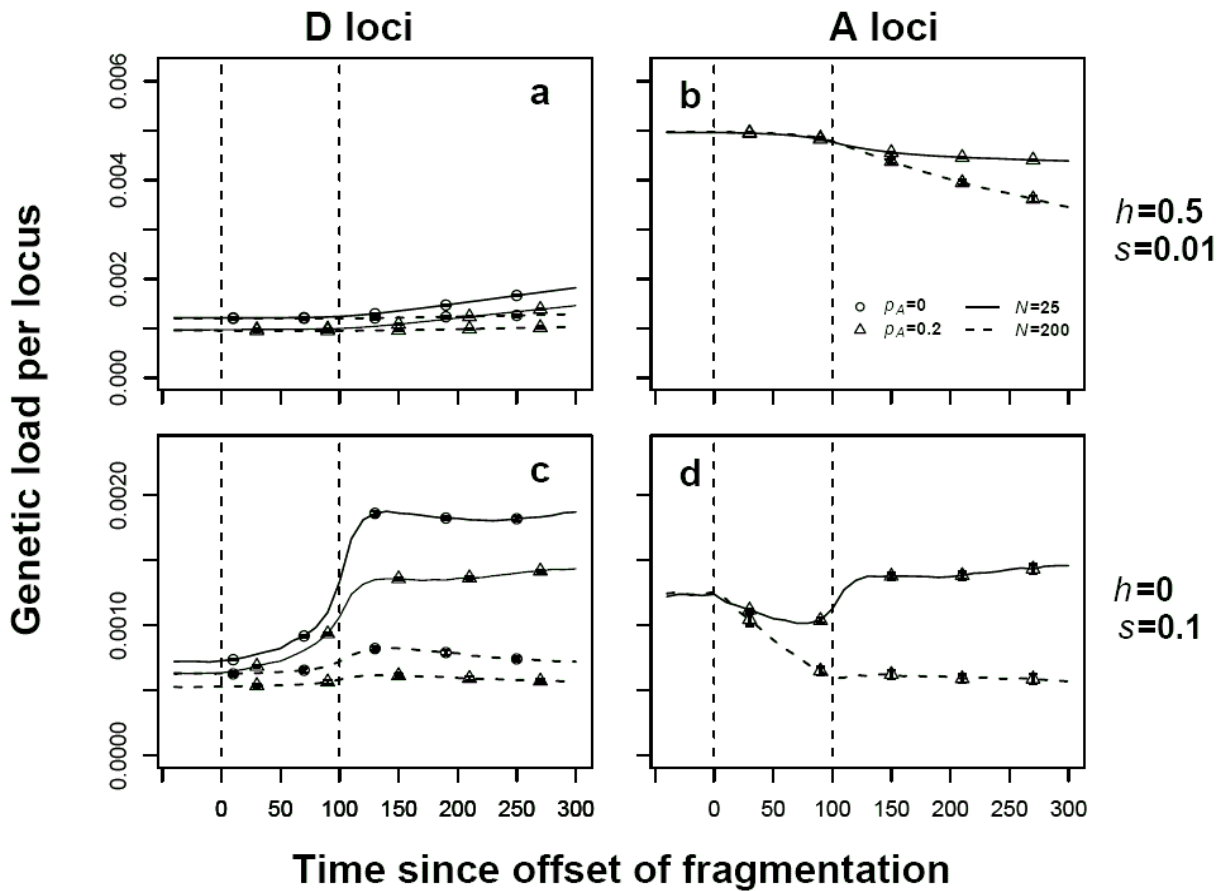 D loci
A loci
Genetic load per locus
0.000
0.002
0.004
0.006
a
b
h=0.5
s=0.01
pA=0
N=25
pA=0.2
N=200
0.0000
0.0010
0.0020
c
d
h=0
s=0.1
0 50 100 150 200 250 300
0 50 100 150 200 250 300
Time since offset of fragmentation